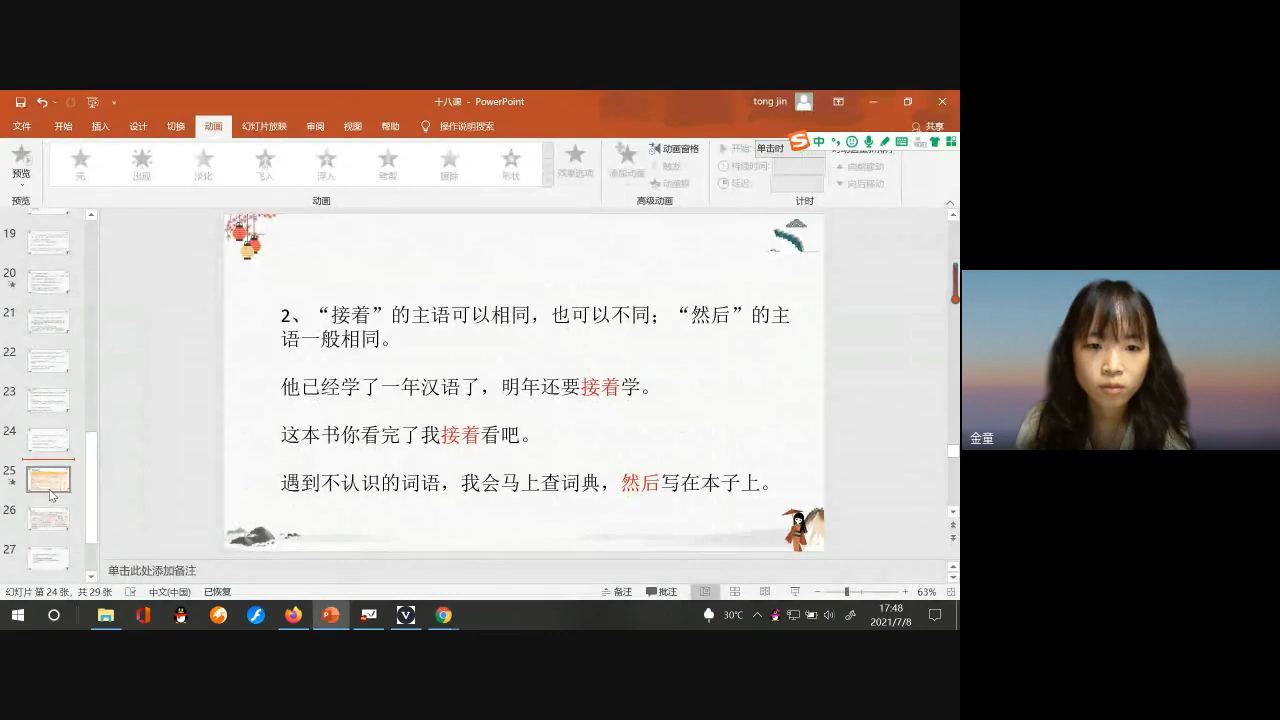 十八课 - PowerPoint
tong jin
文件 开始 插入 设计 切换 动画 幻灯片放映 审阅 视图 帮助 操作说明搜索
共享
预览 无 出现 淡化 飞入 浮入 劈裂 擦除 形状 效果选项 添加动画
动画窗格
触发
动画刷
开始: 单击时
持续时间:
延迟:
向前移动
向后移动
预览 动画 高级动画 计时
19
20
21
22
23
24
25
26
27
2、“接着”的主语可以相同，也可以不同；“然后”的主
语一般相同。
他已经学了一年汉语了，明年还要接着学。
这本书你看完了我接着看吧。
遇到不认识的词语，我会马上查词典，然后写在本子上。
单击此处添加备注
幻灯片 第 24 张，共 29 张 中文(中国) 已恢复 备注 批注 63%
30℃ 17:48
2021/7/8
金童